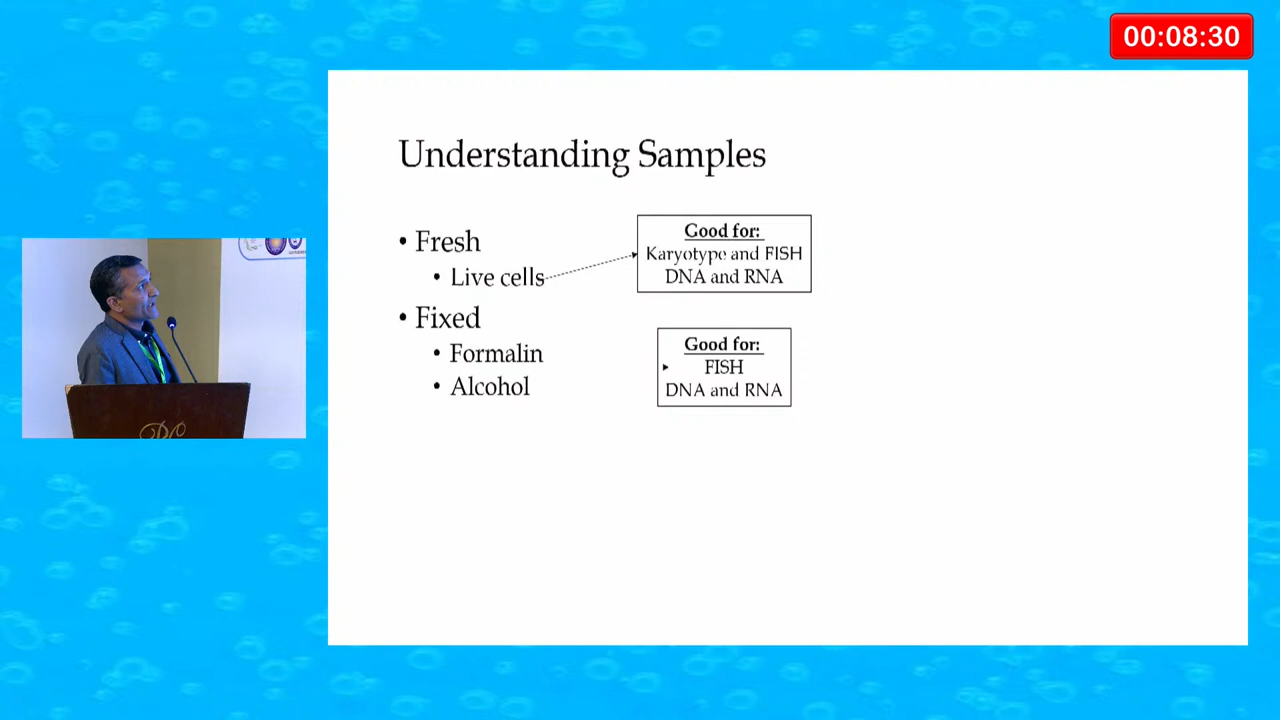 00:08:30
Understanding Samples
• Fresh
• Live cells
Good for:
Karyotype and FISH
DNA and RNA
• Fixed
• Formalin
• Alcohol
Good for:
FISH
DNA and RNA
PC